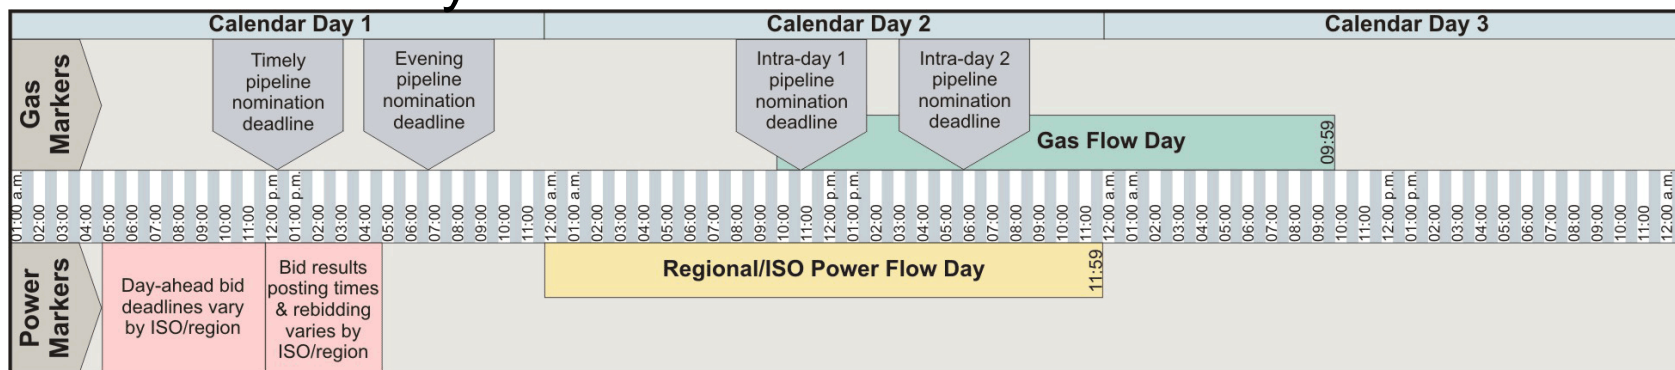 Calendar Day 1
Calendar Day 2
Calendar Day 3
Gas
Markers
Timely
pipeline
nomination
deadline
Evening
pipeline
nomination
deadline
Intra-day 1
pipeline
nomination
deadline
Intra-day 2
pipeline
nomination
deadline
Gas Flow Day
09:59
01:00 a.m.
02:00
03:00
04:00
05:00
06:00
07:00
08:00
09:00
10:00
11:00
12:00 p.m.
01:00 p.m.
02:00
03:00
04:00
05:00
06:00
07:00
08:00
09:00
10:00
11:00
12:00 a.m.
01:00 a.m.
02:00
03:00
04:00
05:00
06:00
07:00
08:00
09:00
10:00
11:00
12:00 p.m.
01:00 p.m.
02:00
03:00
04:00
05:00
06:00
07:00
08:00
09:00
10:00
11:00
12:00 a.m.
01:00 a.m.
02:00
03:00
04:00
05:00
06:00
07:00
08:00
09:00
10:00
11:00
12:00 p.m.
01:00 p.m.
02:00
03:00
04:00
05:00
06:00
07:00
08:00
09:00
10:00
11:00
12:00 a.m.
Power
Markers
Day-ahead bid
deadlines vary
by ISO/region
Bid results
posting times
& rebidding
varies by
ISO/region
Regional/ISO Power Flow Day
11:59